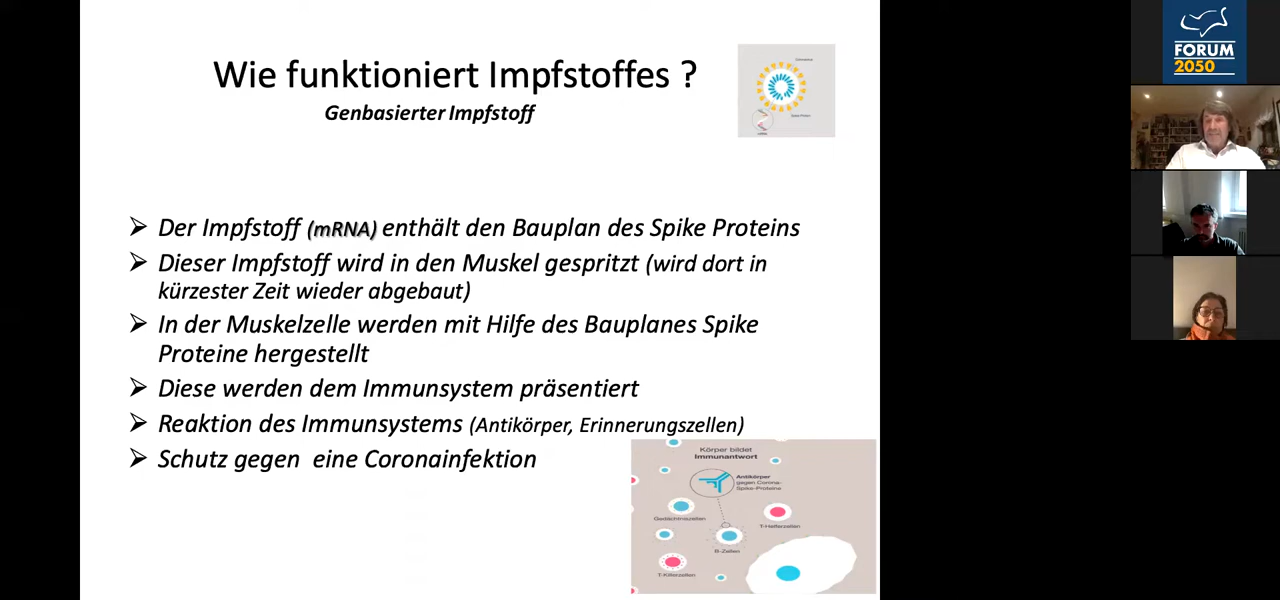 Wie funktioniert Impfstoffes ?
Genbasierter Impfstoff
Der Impfstoff (mRNA) enthält den Bauplan des Spike Proteins
Dieser Impfstoff wird in den Muskel gespritzt (wird dort in
kürzester Zeit wieder abgebaut)
In der Muskelzelle werden mit Hilfe des Bauplanes Spike
Proteine hergestellt
Diese werden dem Immunsystem präsentiert
Reaktion des Immunsystems (Antikörper, Erinnerungszellen)
Schutz gegen eine Coronainfektion
Körper bildet
Immunantwort
Antikörper
gegen Corona-
Spike-Proteine
Gedächtniszellen
T-Helferzellen
B-Zellen
T-Killerzellen
FORUM
2050